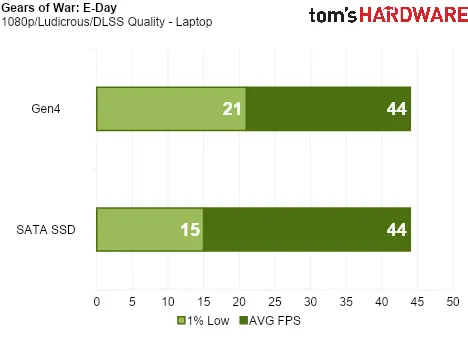 Gears of War: E-Day
1080p/Ludicrous/DLSS Quality - Laptop
tom'sHARDWARE
Gen4
21
44
SATA SSD
15
44
0 5 10 15 20 25 30 35 40 45 50
1% Low AVG FPS